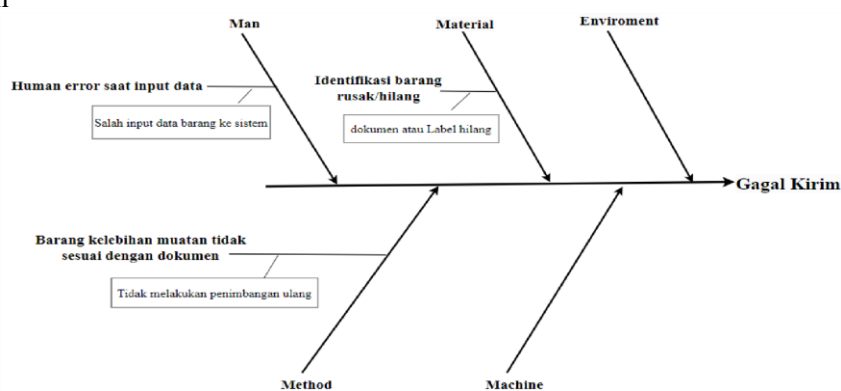 Man
Material
Enviroment
Human error saat input data
Salah input data barang ke sistem
Identifikasi barang
rusak/hilang
dokumen atau Label hilang
Gagal Kirim
Barang kelebihan muatan tidak
sesuai dengan dokumen
Tidak melakukan penimbangan ulang
Method
Machine